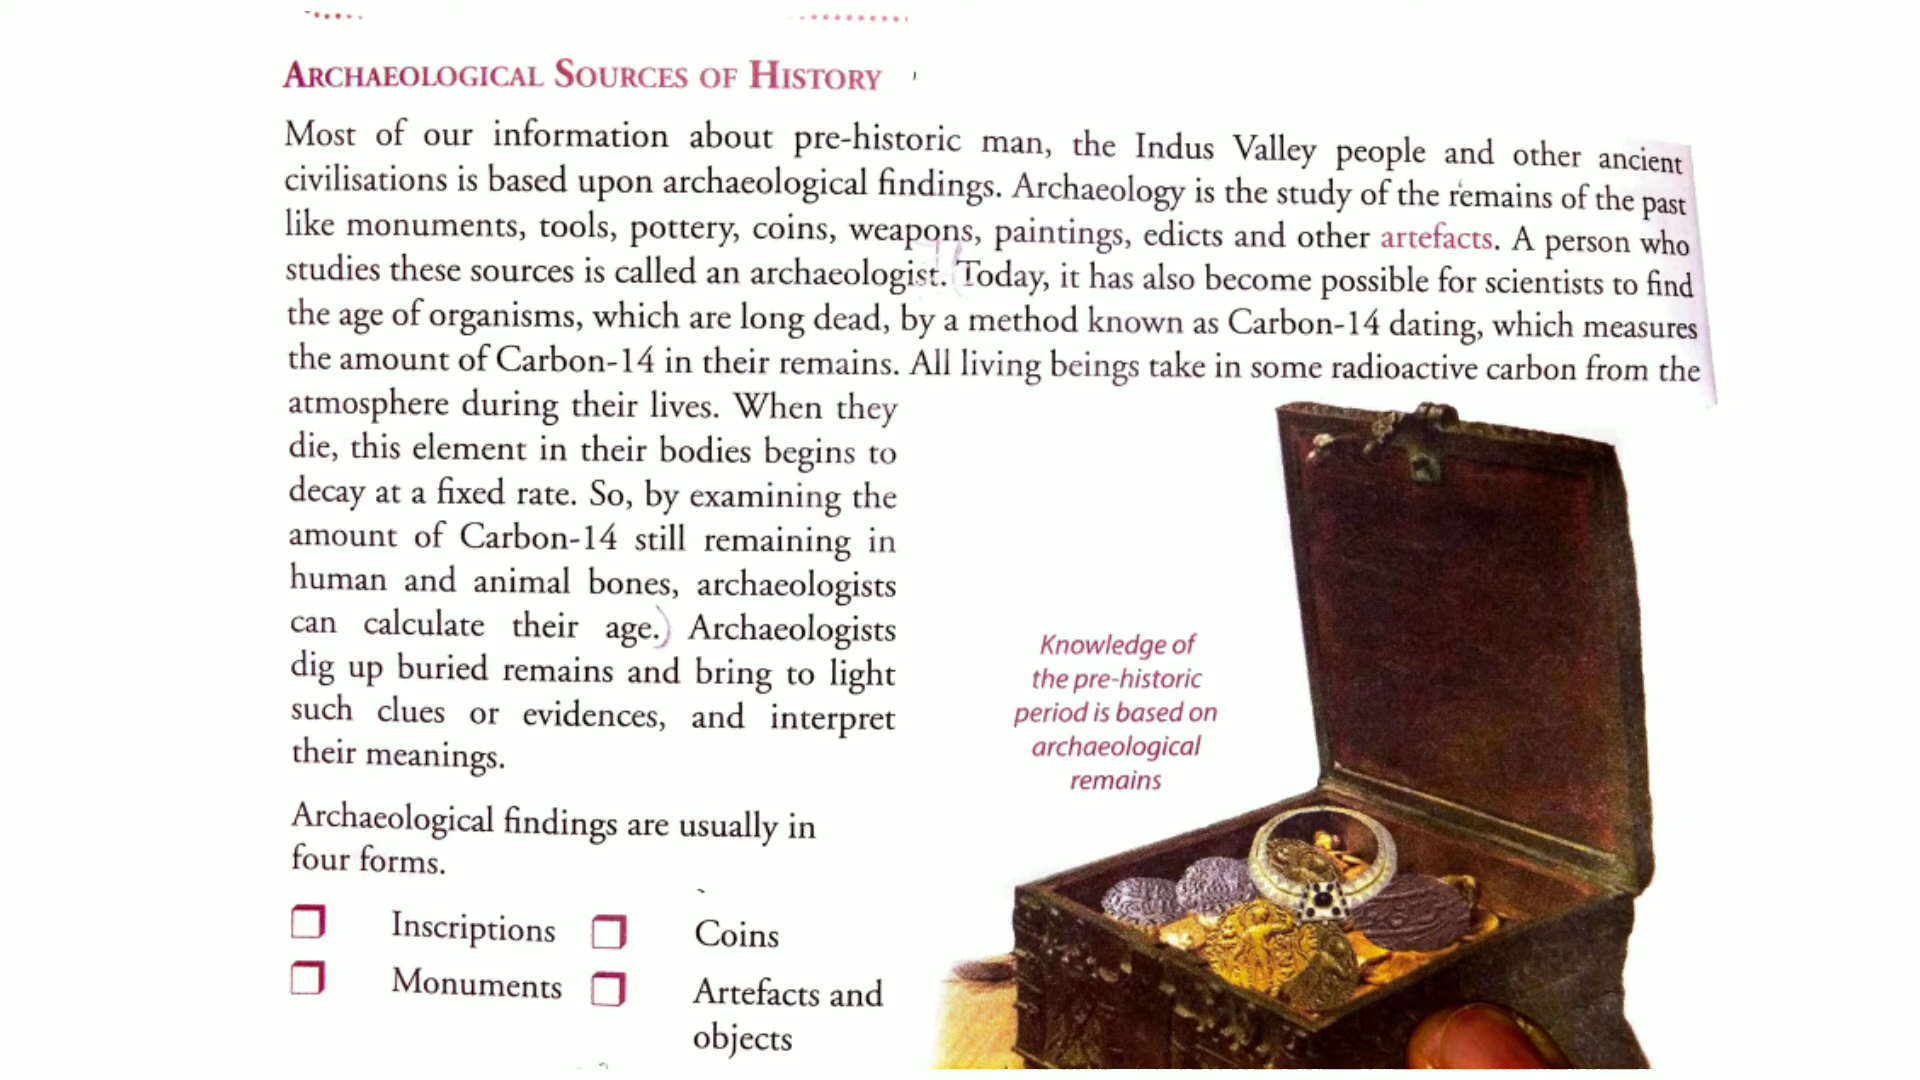 ARCHAEOLOGICAL SOURCES OF HISTORY
Most of our information about pre-historic man, the Indus Valley people and other ancient
civilisations is based upon archaeological findings. Archaeology is the study of the remains of the past
like monuments, tools, pottery, coins, weapons, paintings, edicts and other artefacts. A person who
studies these sources is called an archaeologist. Today, it has also become possible for scientists to find
the age of organisms, which are long dead, by a method known as Carbon-14 dating, which measures
the amount of Carbon-14 in their remains. All living beings take in some radioactive carbon from the
atmosphere during their lives. When they
die, this element in their bodies begins to
decay at a fixed rate. So, by examining the
amount of Carbon-14 still remaining in
human and animal bones, archaeologists
can calculate their age.) Archaeologists
dig up buried remains and bring to light
such clues or evidences, and interpret
their meanings.
Knowledge of
the pre-historic
period is based on
archaeological
remains
Archaeological findings are usually in
four forms.
Inscriptions
Coins
Monuments
Artefacts and
objects